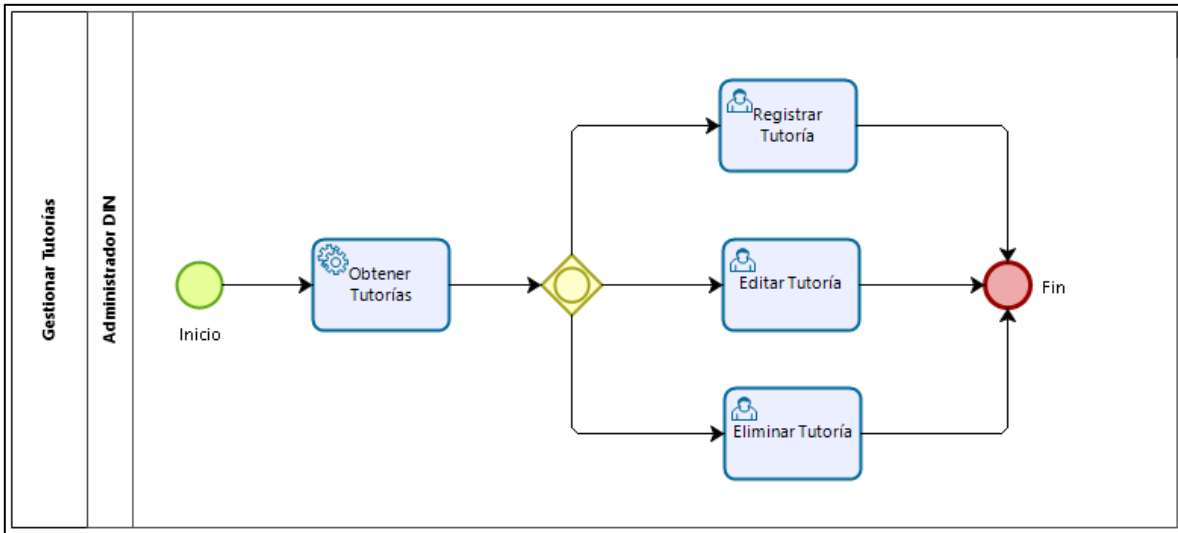 Gestionar Tutorías
Administrador DIN
Inicio
Obtener
Tutorías
Registrar
Tutoría
Editar Tutoría
Eliminar Tutoría
Fin